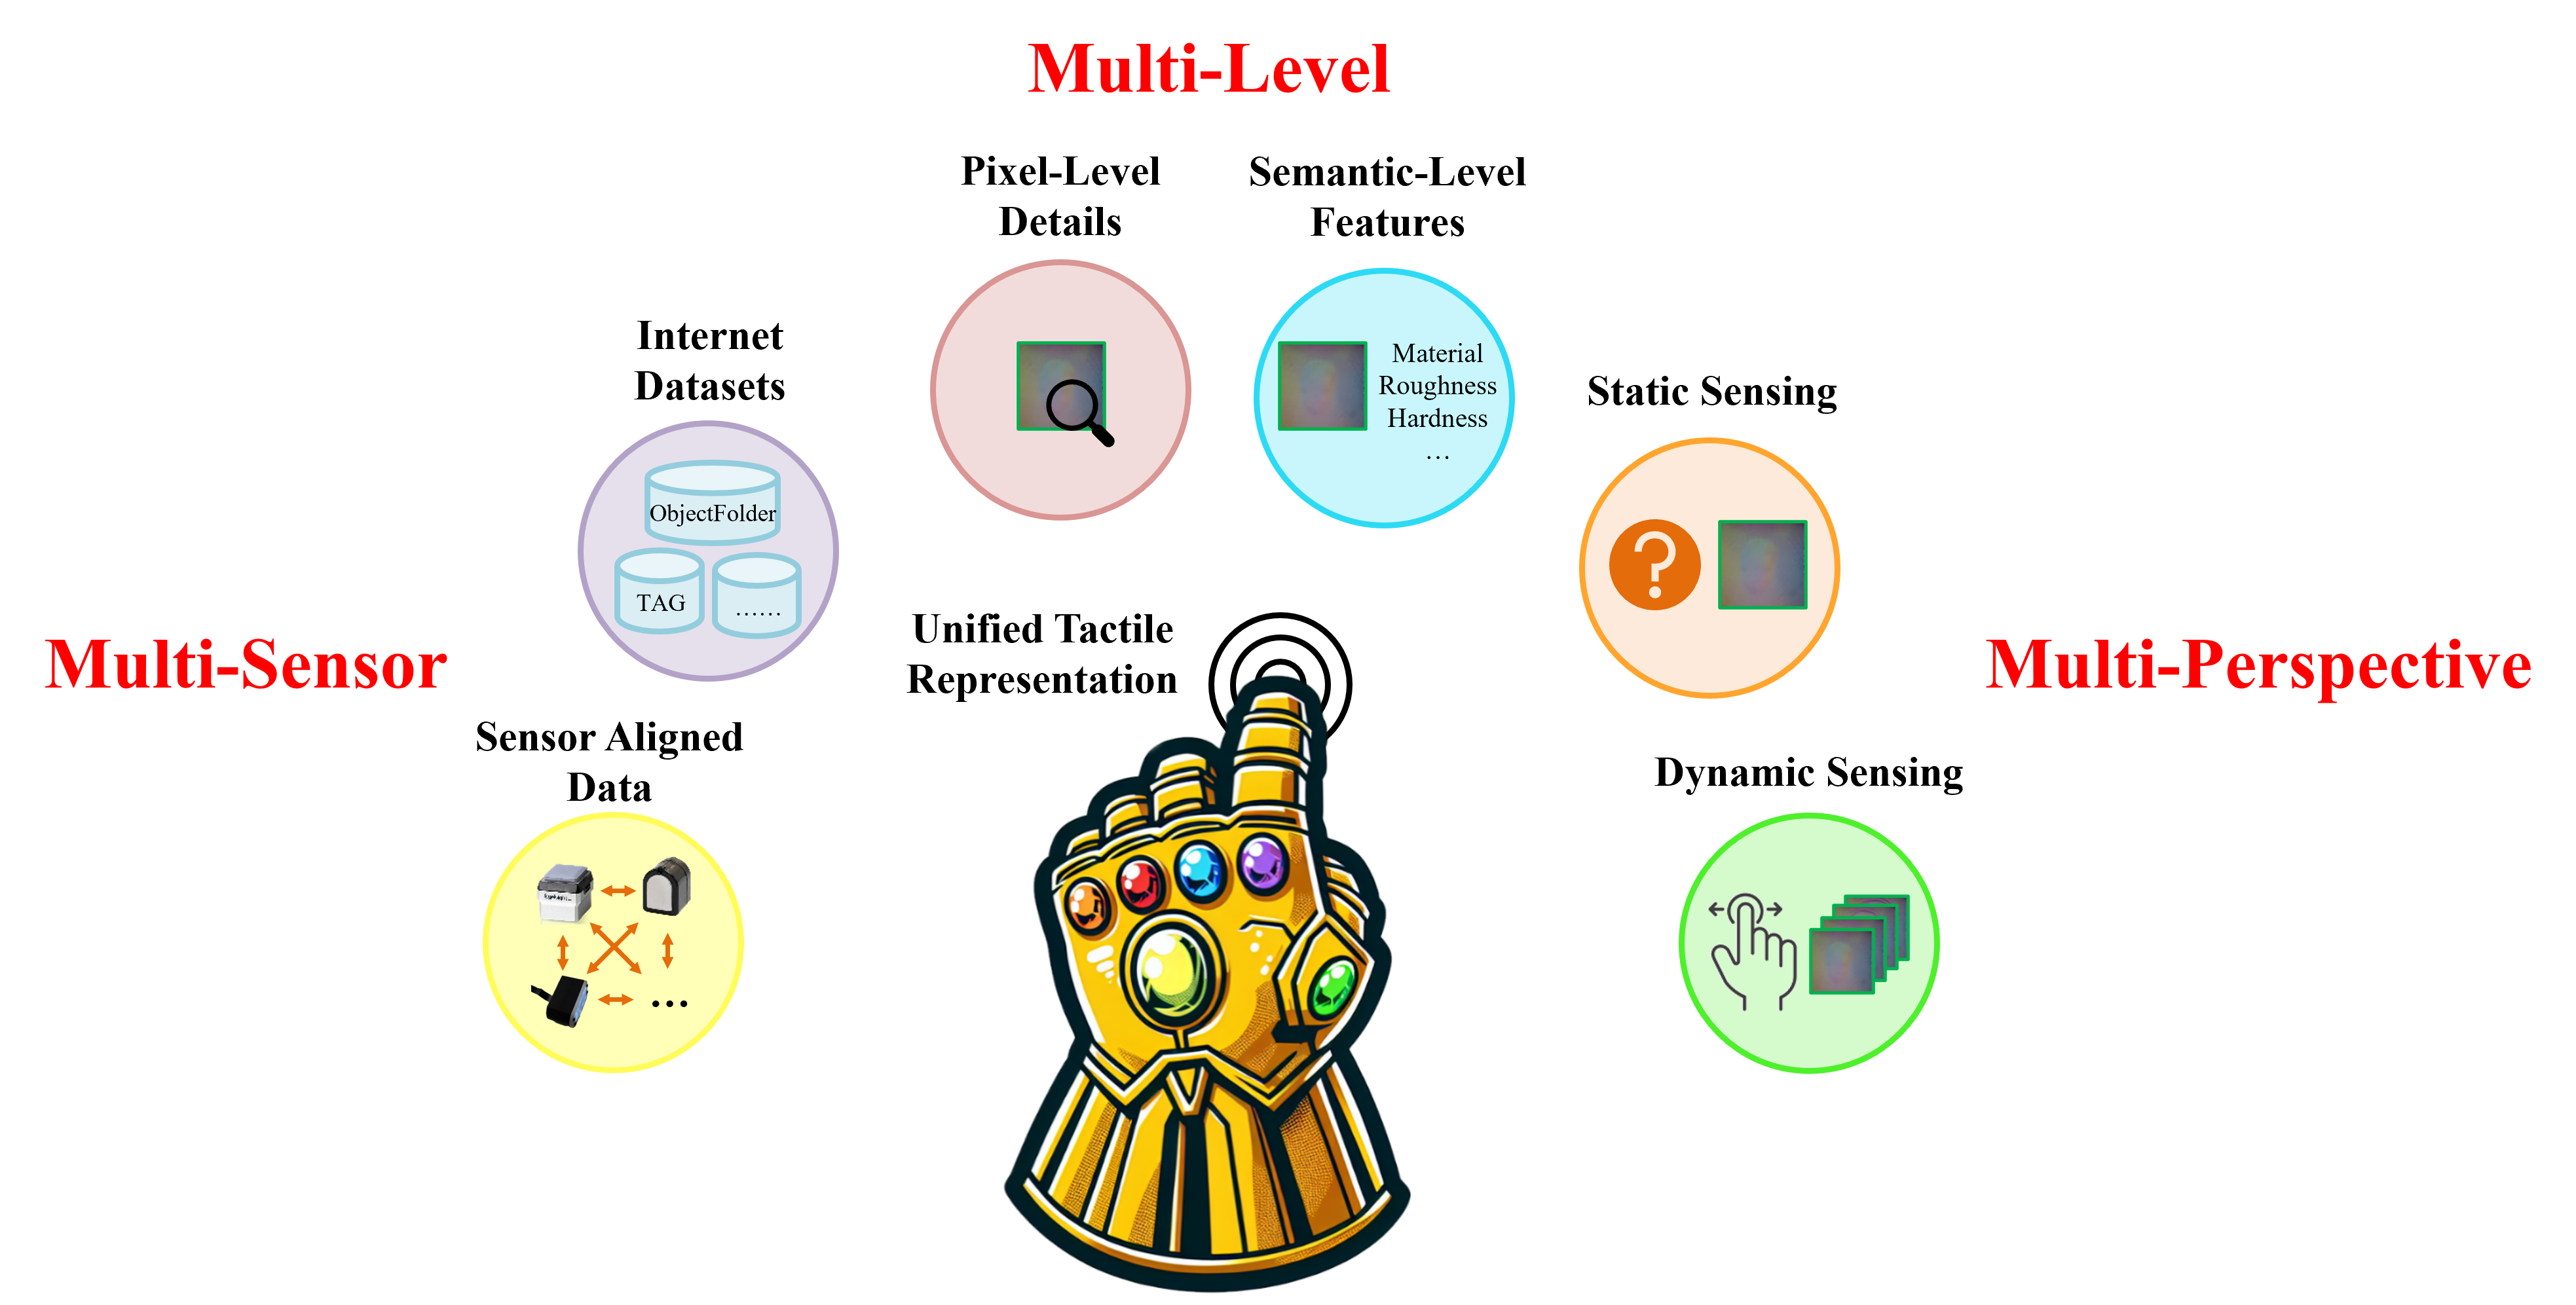 Multi-Level
Pixel-Level
Details
Semantic-Level
Features
Material
Roughness
Hardness
…
Internet
Datasets
ObjectFolder
TAG
……
Static Sensing
Multi-Sensor
Unified Tactile
Representation
Multi-Perspective
Sensor Aligned
Data
...
Dynamic Sensing